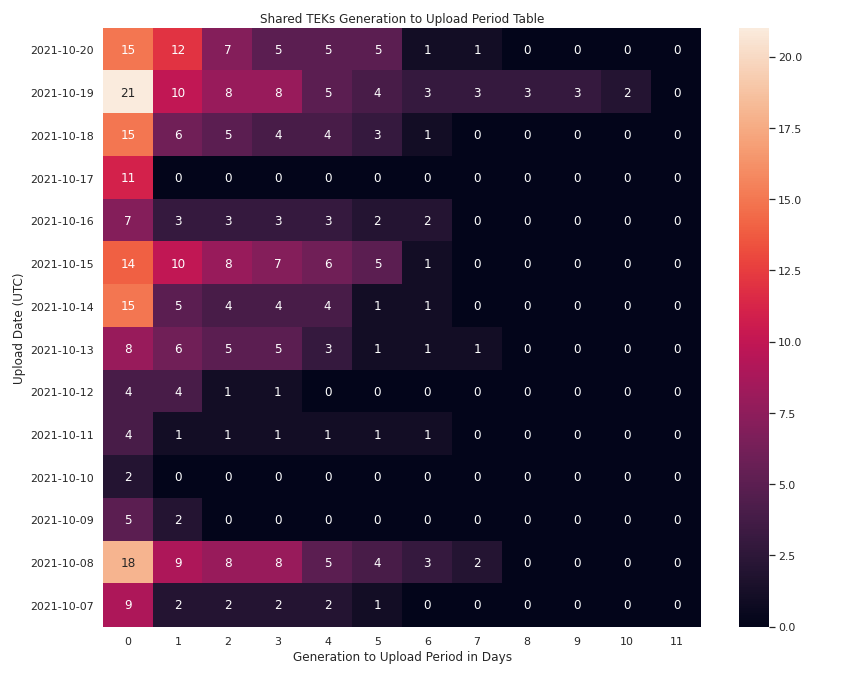 Shared TEKs Generation to Upload Period Table
Upload Date (UTC)
2021-10-20 15 12 7 5 5 5 1 1 0 0 0 0
2021-10-19 21 10 8 8 5 4 3 3 3 3 2 0
2021-10-18 15 6 5 4 4 3 1 0 0 0 0 0
2021-10-17 11 0 0 0 0 0 0 0 0 0 0 0
2021-10-16 7 3 3 3 3 2 2 0 0 0 0 0
2021-10-15 14 10 8 7 6 5 1 0 0 0 0 0
2021-10-14 15 5 4 4 4 1 1 0 0 0 0 0
2021-10-13 8 6 5 5 3 1 1 1 0 0 0 0
2021-10-12 4 4 1 1 0 0 0 0 0 0 0 0
2021-10-11 4 1 1 1 1 1 1 0 0 0 0 0
2021-10-10 2 0 0 0 0 0 0 0 0 0 0 0
2021-10-09 5 2 0 0 0 0 0 0 0 0 0 0
2021-10-08 18 9 8 8 5 4 3 2 0 0 0 0
2021-10-07 9 2 2 2 2 1 0 0 0 0 0 0
0 1 2 3 4 5 6 7 8 9 10 11
Generation to Upload Period in Days
20.0
17.5
15.0
12.5
10.0
7.5
5.0
2.5
0.0